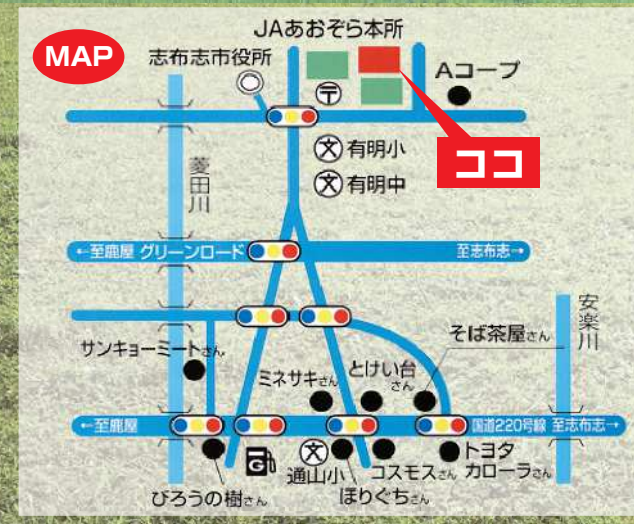 MAP
JAあおぞら本所
志布志市役所
Aコープ
〒
ココ
文 有明小
文 有明中
菱田川
←至鹿屋 グリーンロード
至志布志→
安楽川
そば茶屋さん
サンキョーミートさん
とけい台さん
ミネサキさん
←至鹿屋
国道220号線 至志布志→
G
文
通山小
コスモスさん
トヨタ
カローラさん
びろうの樹さん
ほりぐちさん